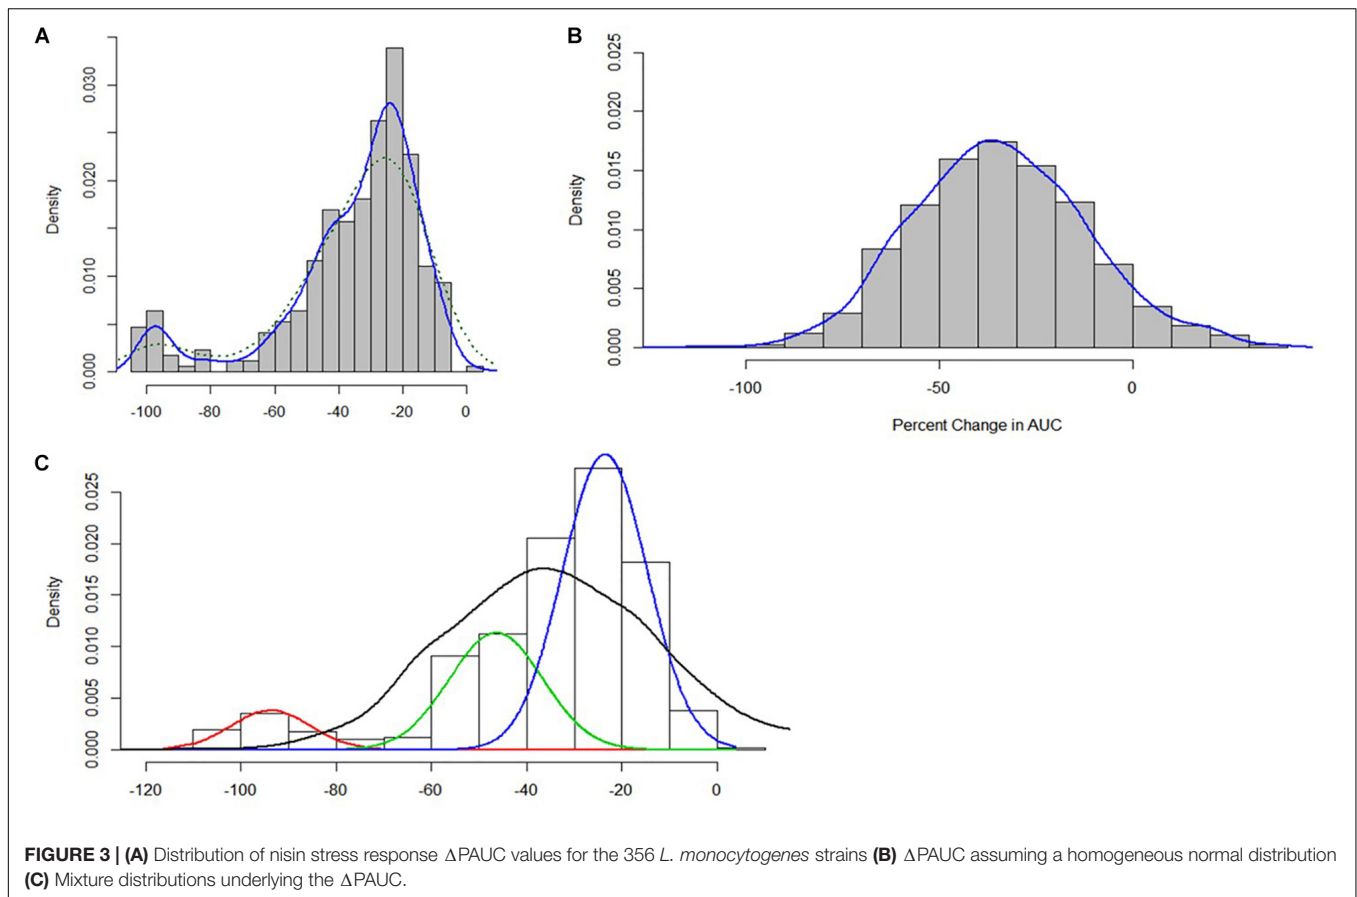 A
Density
0.000
0.010
0.020
0.030
-100 -80 -60 -40 -20 0
B
Density
0.000
0.005
0.010
0.015
0.020
0.025
-100 -50 0
Percent Change in AUC
C
Density
0.000
0.005
0.010
0.015
0.020
0.025
-120 -100 -80 -60 -40 -20 0
FIGURE 3 | (A) Distribution of nisin stress response ΔPAUC values for the 356 L. monocytogenes strains (B) ΔPAUC assuming a homogeneous normal distribution
(C) Mixture distributions underlying the ΔPAUC.